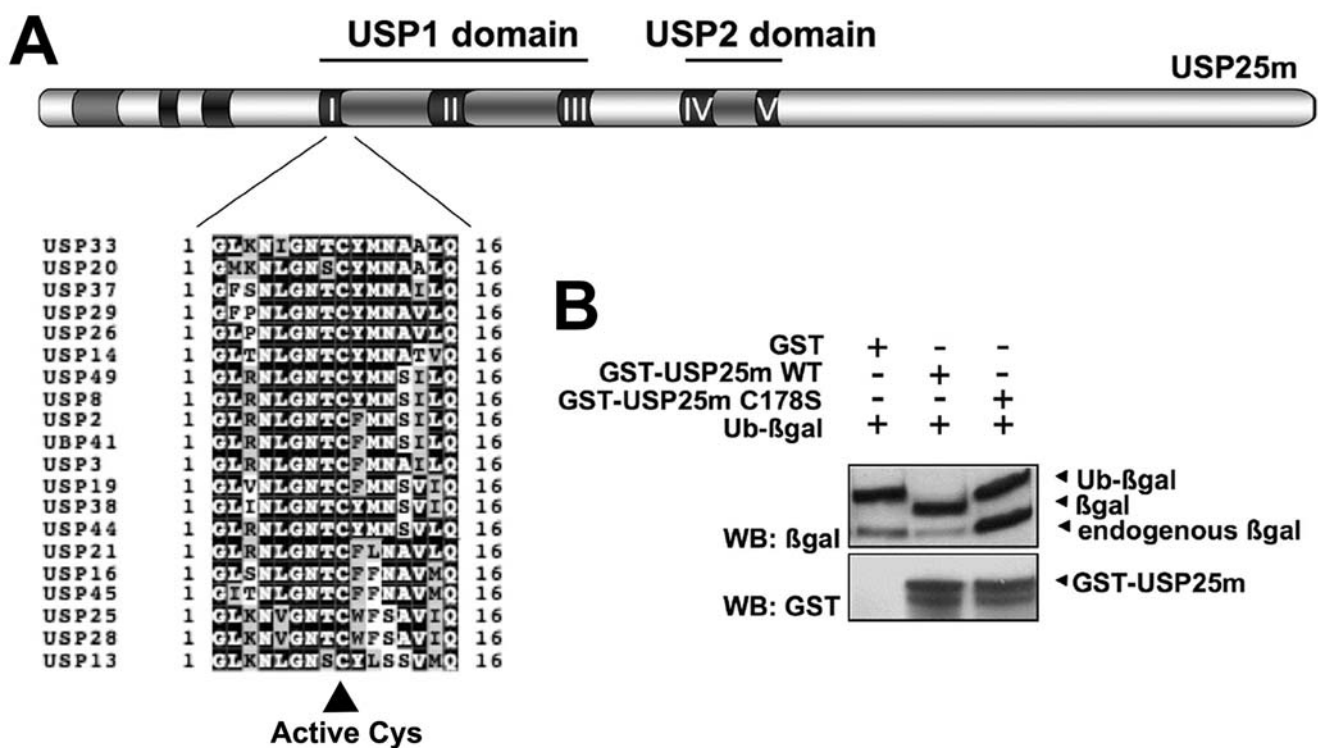 A
USP1 domain
USP2 domain
USP25m
I II III IV V
USP33 1 GLKNIGNTCYMNAALQ 16
USP20 1 GMKNLGNSCYMNAALQ 16
USP37 1 GFSNLGNTCYMNAILQ 16
USP29 1 GFPNLGNTCYMNAVLQ 16
USP26 1 GLPNLGNTCYMNAVLQ 16
USP14 1 GLTNLGNTCYMNATVQ 16
USP49 1 GLRNLGNTCYMNSILQ 16
USP8 1 GLRNLGNTCYMNSILQ 16
USP2 1 GLRNLGNTCFMNSILQ 16
UBP41 1 GLRNLGNTCFMNSILQ 16
USP3 1 GLRNLGNTCFMNAILQ 16
USP19 1 GLVNLGNTCFMNSVIQ 16
USP38 1 GLINLGNTCYMNSVIQ 16
USP44 1 GLRNLGNTCYMNSVLQ 16
USP21 1 GLRNLGNTCFLNAVLQ 16
USP16 1 GLSNLGNTCFFNAVMQ 16
USP45 1 GITNLGNTCFFNAVMQ 16
USP25 1 GLKNVGNTCWFSAVIQ 16
USP28 1 GLKNVGNTCWFSAVIQ 16
USP13 1 GLKNLGNSCYLSSVMQ 16
Active Cys
B
GST + - -
GST-USP25m WT - + -
GST-USP25m C178S - - +
Ub-ßgal + + +
Ub-ßgal
ßgal
endogenous ßgal
WB: ßgal
GST-USP25m
WB: GST